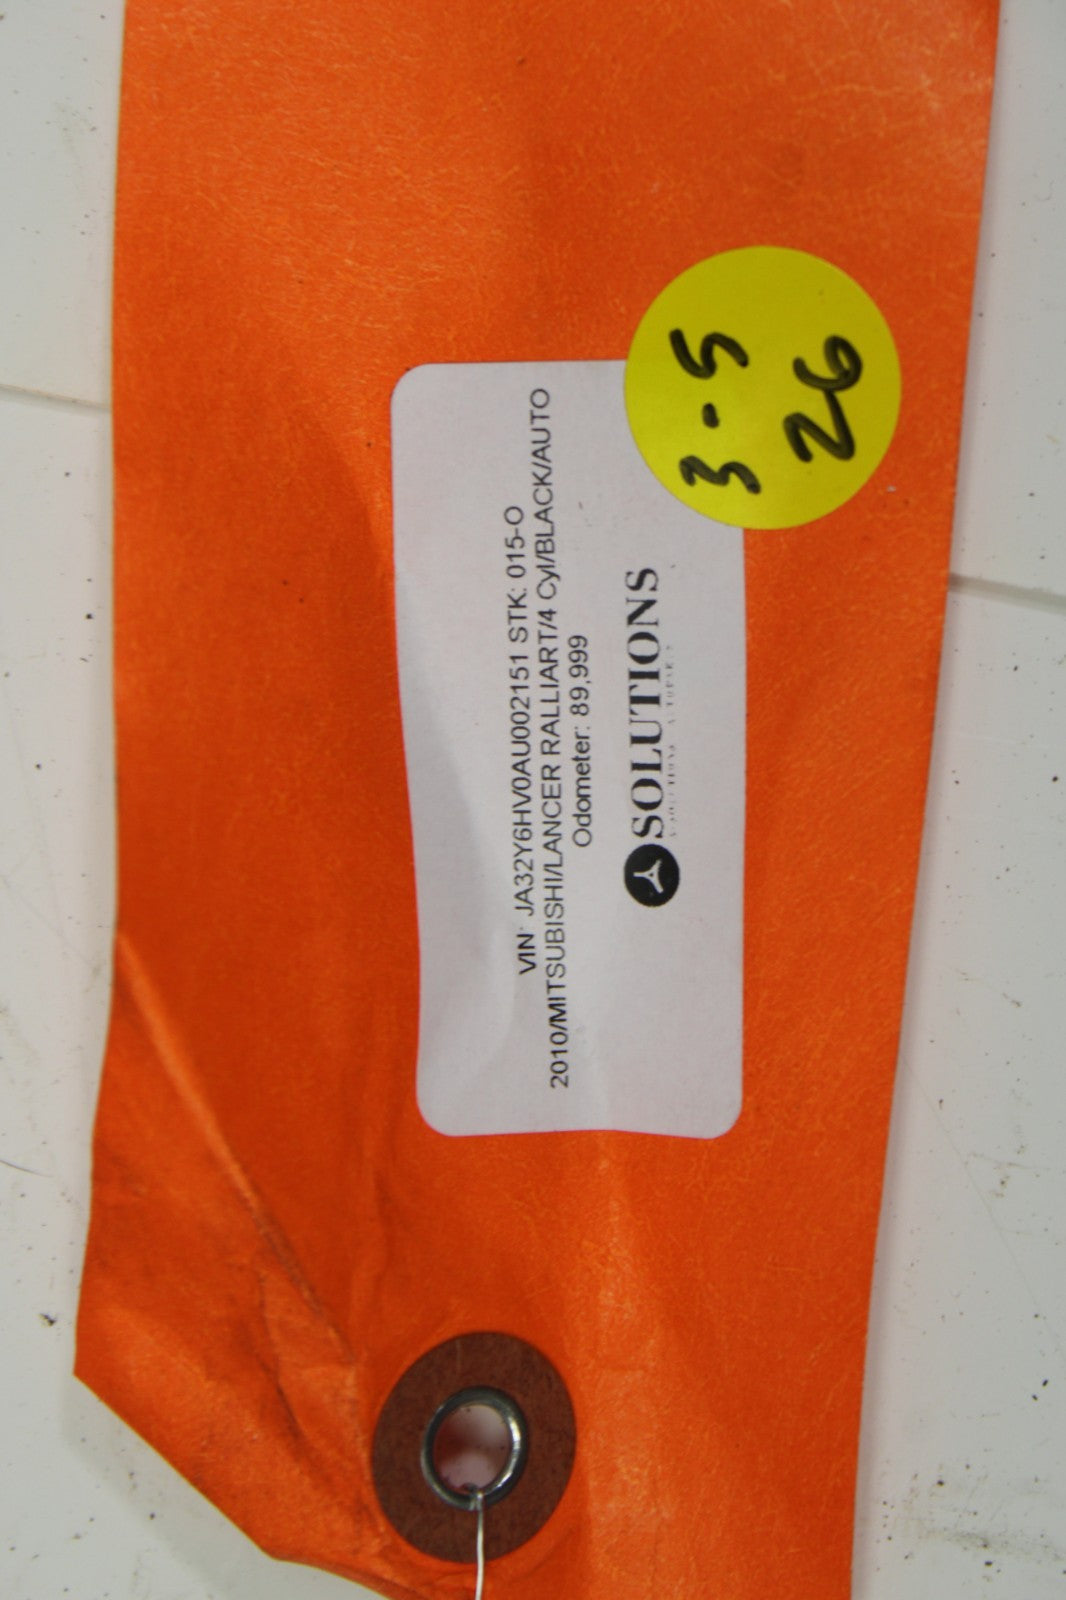 VIN: JA32Y6HV0AU002151 STK: 015-O
2010/MITSUBISHI/LANCER RALLIART/4 Cyl/BLACK/AUTO
Odometer: 89,999
SOLUTIONS
3-5
26